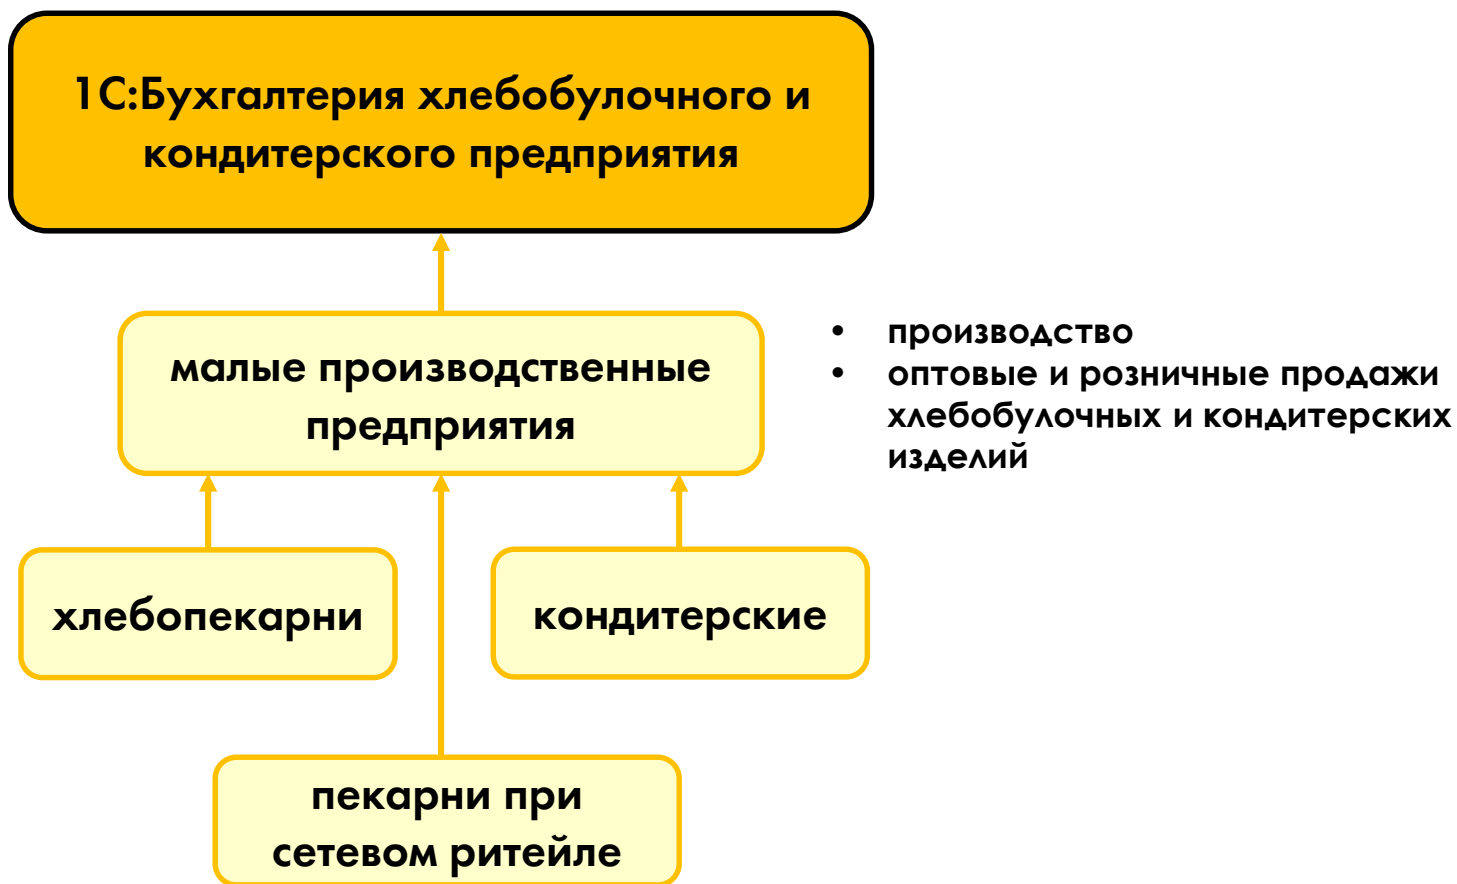 1С:Бухгалтерия хлебобулочного и
кондитерского предприятия
малые производственные
предприятия
• производство
• оптовые и розничные продажи
хлебобулочных и кондитерских
изделий
хлебопекарни
кондитерские
пекарни при
сетевом ритейле